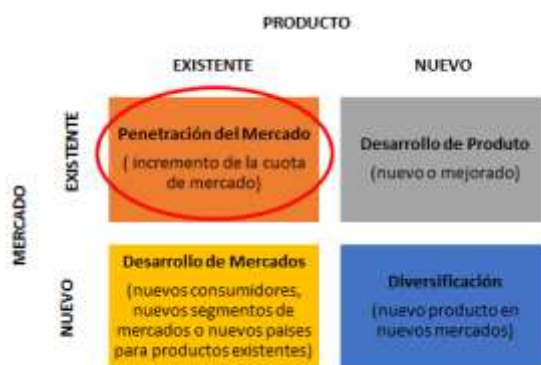 PRODUCTO
EXISTENTE
NUEVO
MERCADO
EXISTENTE
Penetración del Mercado
( incremento de la cuota
de mercado)
Desarrollo de Produto
(nuevo o mejorado)
NUEVO
Desarrollo de Mercados
(nuevos consumidores,
nuevos segmentos de
mercados o nuevos paises
para productos existentes)
Diversificación
(nuevo producto en
nuevos mercados)